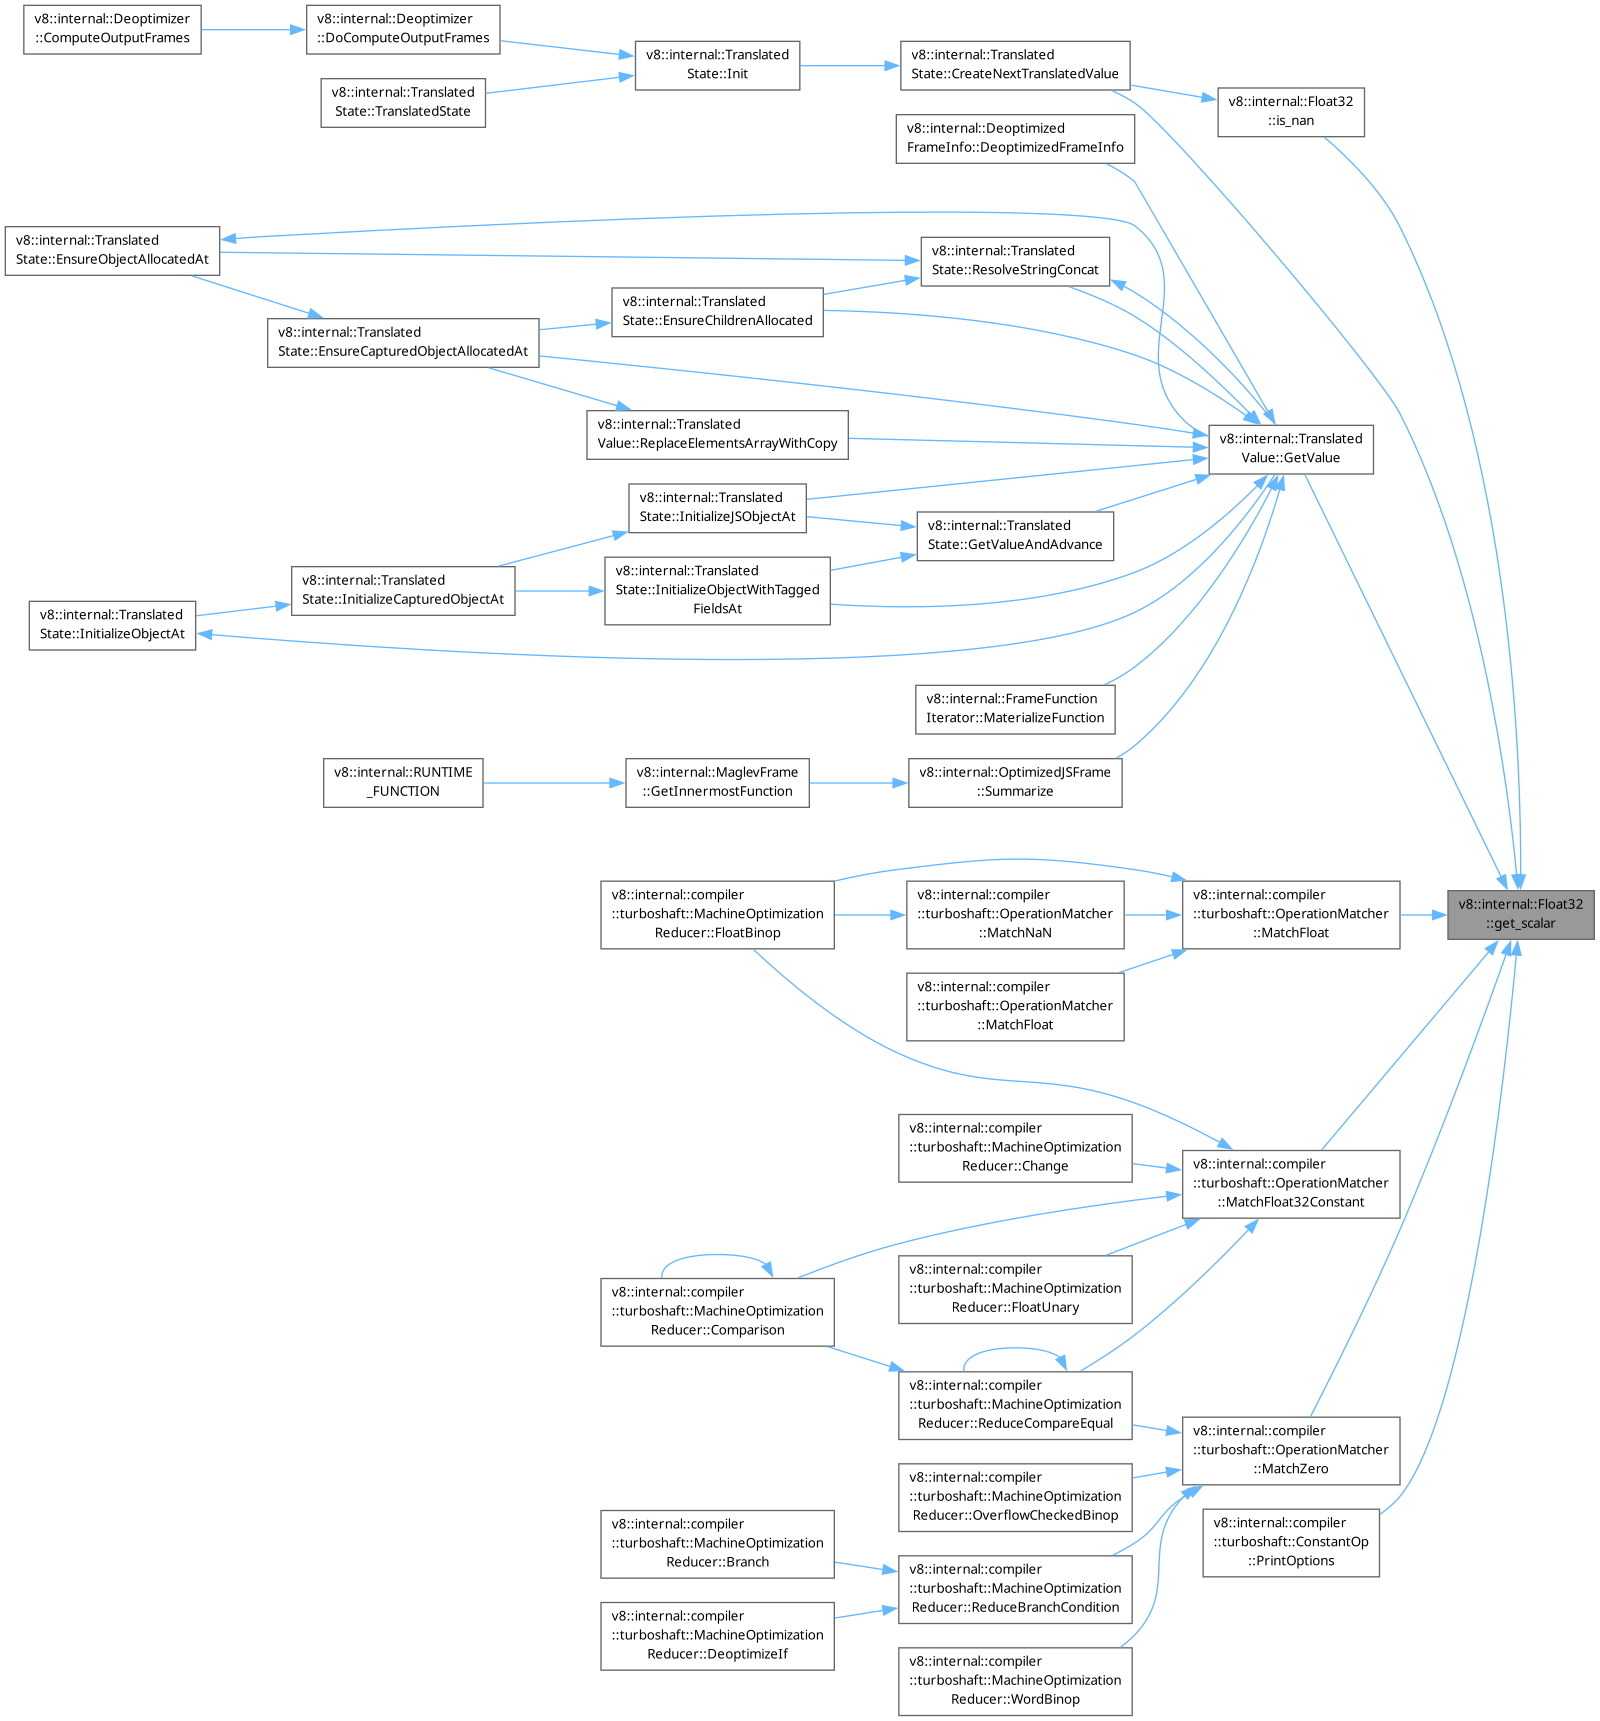 v8::internal::Deoptimizer
::ComputeOutputFrames
v8::internal::Deoptimizer
::DoComputeOutputFrames
v8::internal::Translated
State::Init
v8::internal::Translated
State::CreateNextTranslatedValue
v8::internal::Translated
State::TranslatedState
v8::internal::Float32
::is_nan
v8::internal::Deoptimized
FrameInfo::DeoptimizedFrameInfo
v8::internal::Translated
State::EnsureObjectAllocatedAt
v8::internal::Translated
State::ResolveStringConcat
v8::internal::Translated
State::EnsureChildrenAllocated
v8::internal::Translated
State::EnsureCapturedObjectAllocatedAt
v8::internal::Translated
Value::ReplaceElementsArrayWithCopy
v8::internal::Translated
Value::GetValue
v8::internal::Translated
State::InitializeJSObjectAt
v8::internal::Translated
State::GetValueAndAdvance
v8::internal::Translated
State::InitializeCapturedObjectAt
v8::internal::Translated
State::InitializeObjectWithTagged
FieldsAt
v8::internal::Translated
State::InitializeObjectAt
v8::internal::FrameFunction
Iterator::MaterializeFunction
v8::internal::RUNTIME
_FUNCTION
v8::internal::MaglevFrame
::GetInnermostFunction
v8::internal::OptimizedJSFrame
::Summarize
v8::internal::compiler
::turboshaft::MachineOptimization
Reducer::FloatBinop
v8::internal::compiler
::turboshaft::OperationMatcher
::MatchNaN
v8::internal::compiler
::turboshaft::OperationMatcher
::MatchFloat
v8::internal::Float32
::get_scalar
v8::internal::compiler
::turboshaft::OperationMatcher
::MatchFloat
v8::internal::compiler
::turboshaft::MachineOptimization
Reducer::Change
v8::internal::compiler
::turboshaft::OperationMatcher
::MatchFloat32Constant
v8::internal::compiler
::turboshaft::MachineOptimization
Reducer::FloatUnary
v8::internal::compiler
::turboshaft::MachineOptimization
Reducer::Comparison
v8::internal::compiler
::turboshaft::MachineOptimization
Reducer::ReduceCompareEqual
v8::internal::compiler
::turboshaft::OperationMatcher
::MatchZero
v8::internal::compiler
::turboshaft::MachineOptimization
Reducer::OverflowCheckedBinop
v8::internal::compiler
::turboshaft::ConstantOp
::PrintOptions
v8::internal::compiler
::turboshaft::MachineOptimization
Reducer::Branch
v8::internal::compiler
::turboshaft::MachineOptimization
Reducer::ReduceBranchCondition
v8::internal::compiler
::turboshaft::MachineOptimization
Reducer::DeoptimizeIf
v8::internal::compiler
::turboshaft::MachineOptimization
Reducer::WordBinop